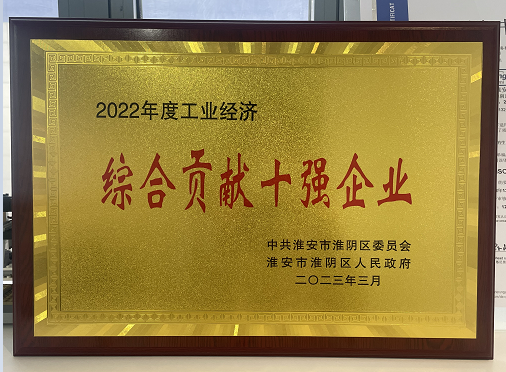 2022年度工业经济
综合贡献十强企业
中共淮安市淮阴区委员会
淮安市淮阴区人民政府
二〇二三年三月